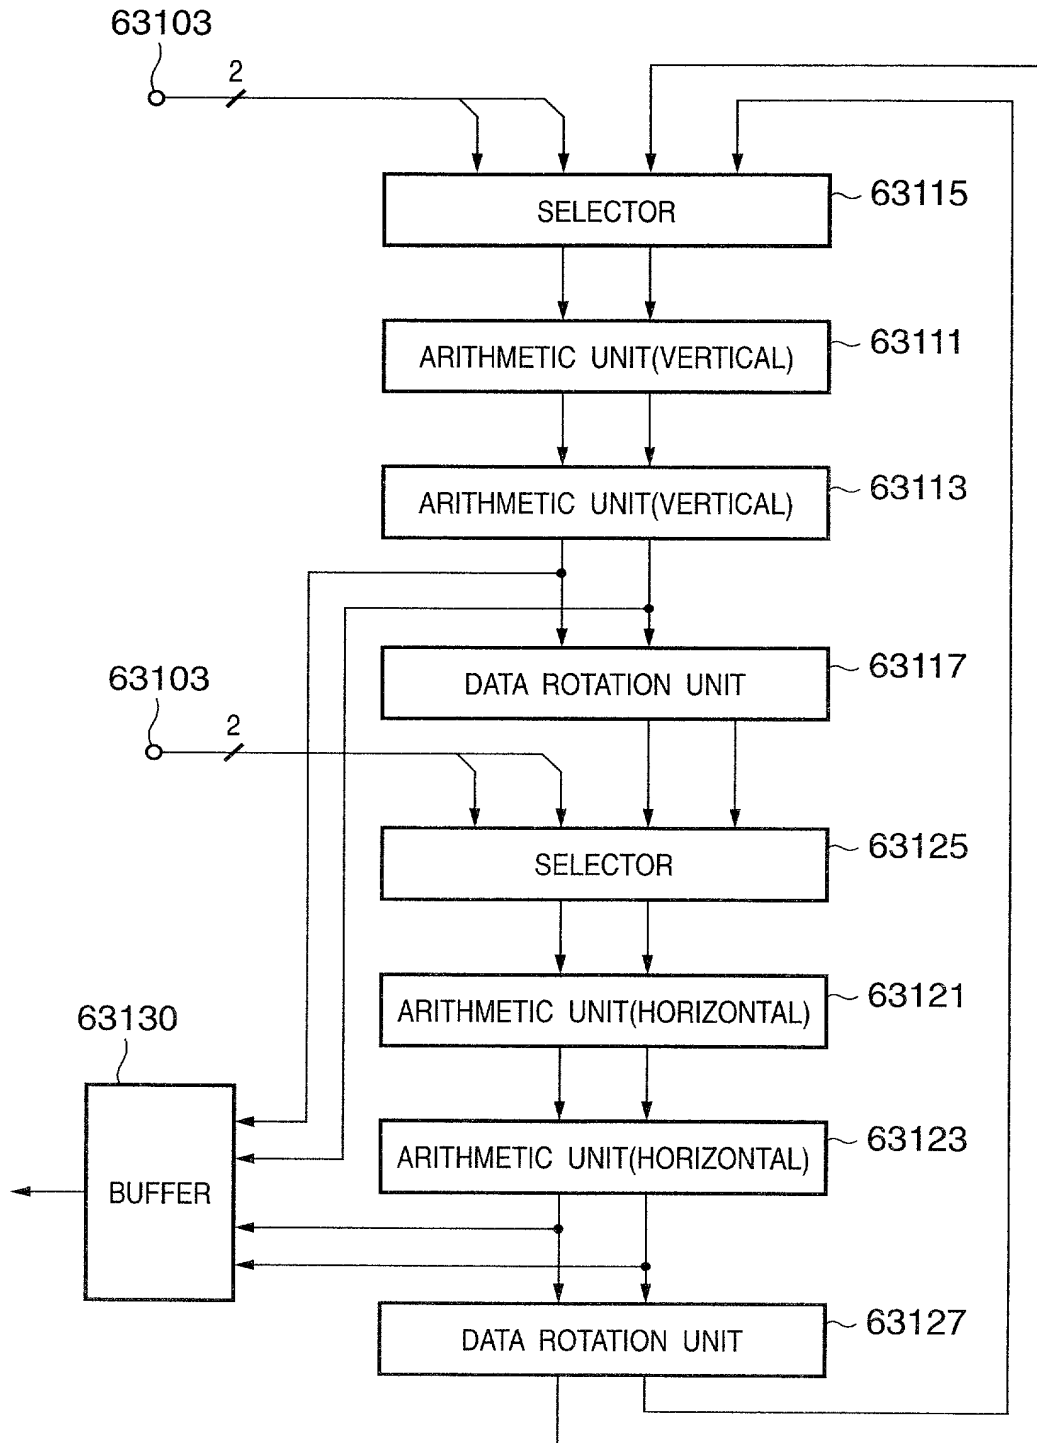 63103
2
SELECTOR
63115
ARITHMETIC UNIT(VERTICAL)
63111
ARITHMETIC UNIT(VERTICAL)
63113
DATA ROTATION UNIT
63117
63103
2
SELECTOR
63125
ARITHMETIC UNIT(HORIZONTAL)
63121
63130
BUFFER
ARITHMETIC UNIT(HORIZONTAL)
63123
DATA ROTATION UNIT
63127